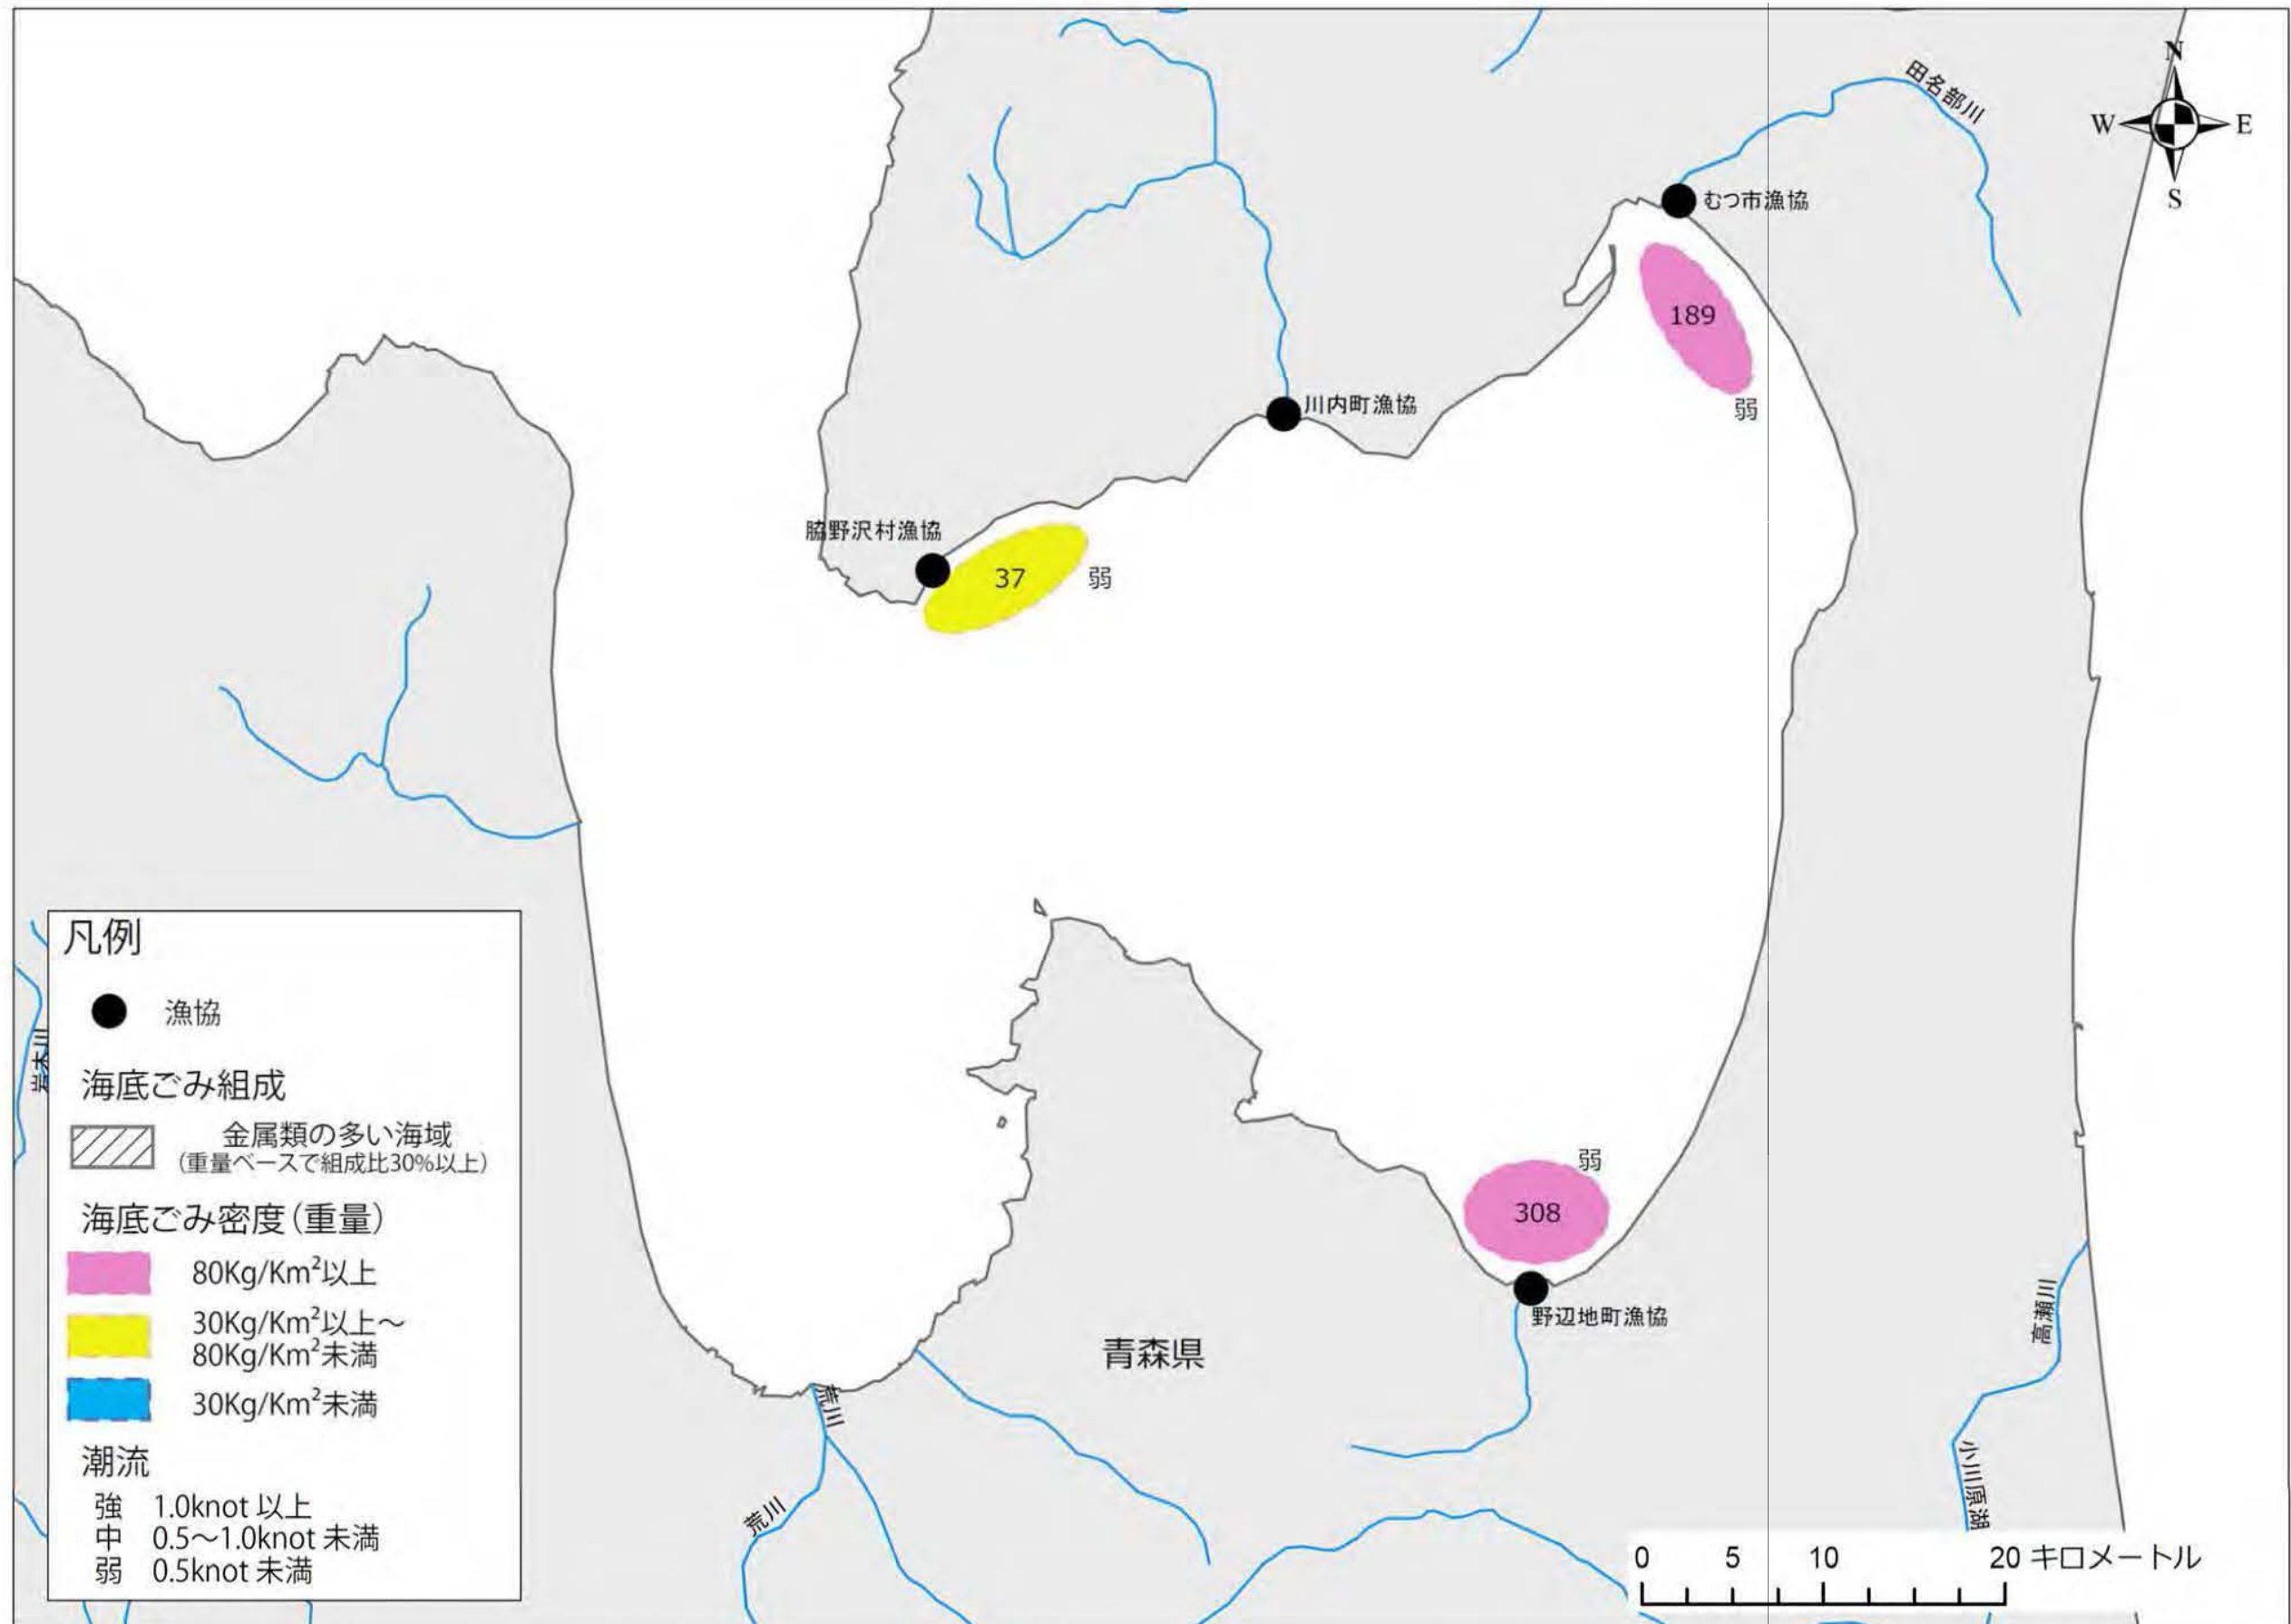 N
W
E
S
田名部川
むつ市漁協
189
弱
川内町漁協
脇野沢村漁協
37
弱
凡例
漁協
海底ごみ組成
金属類の多い海域
(重量ベースで組成比30%以上)
海底ごみ密度(重量)
80Kg/Km²以上
30Kg/Km²以上～
80Kg/Km²未満
30Kg/Km²未満
潮流
強 1.0knot 以上
中 0.5～1.0knot 未満
弱 0.5knot 未満
岩木川
弱
308
野辺地町漁協
青森県
荒川
荒川
高瀬川
小川原湖
0 5 10 20 キロメートル